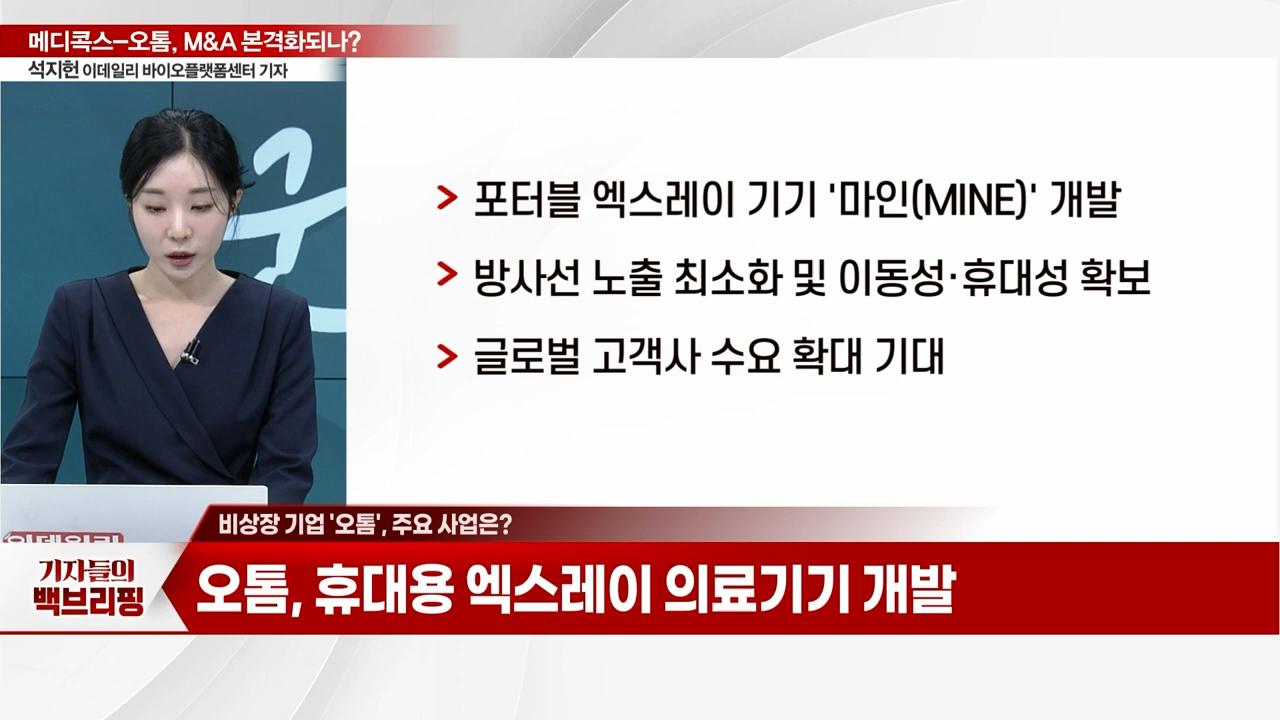 메디콕스-오톰, M&A 본격화되나?
석지헌 이데일리 바이오플랫폼센터 기자
> 포터블 엑스레이 기기 '마인(MINE)' 개발
> 방사선 노출 최소화 및 이동성·휴대성 확보
> 글로벌 고객사 수요 확대 기대
비상장 기업 '오톰', 주요 사업은?
기자들의
백브리핑
오톰, 휴대용 엑스레이 의료기기 개발